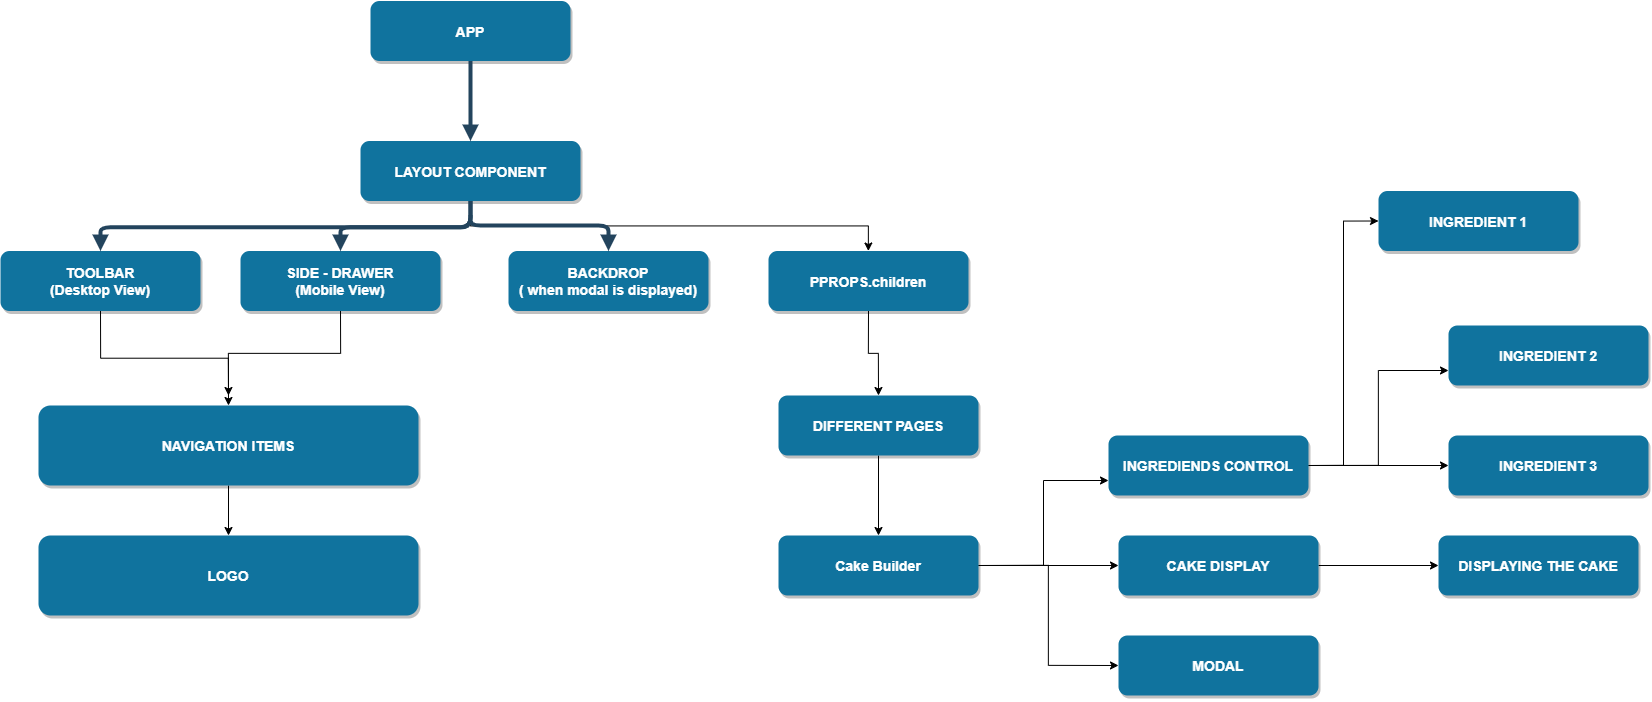 APP
LAYOUT COMPONENT
TOOLBAR
(Desktop View)
SIDE - DRAWER
(Mobile View)
BACKDROP
( when modal is displayed)
PPROPS.children
INGREDIENT 1
INGREDIENT 2
NAVIGATION ITEMS
DIFFERENT PAGES
INGREDIENDS CONTROL
INGREDIENT 3
LOGO
Cake Builder
CAKE DISPLAY
DISPLAYING THE CAKE
MODAL